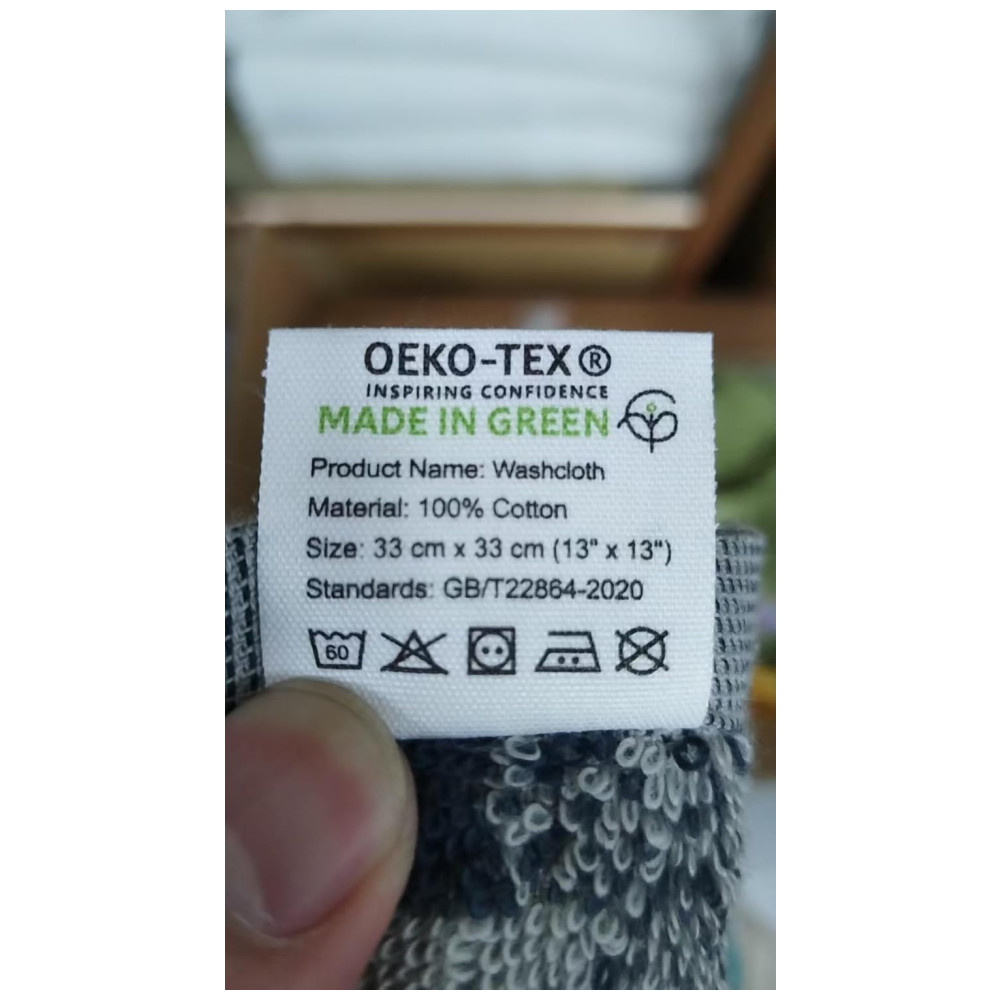 OEKO-TEX®
INSPIRING CONFIDENCE
MADE IN GREEN
Product Name: Washcloth
Material: 100% Cotton
Size: 33 cm x 33 cm (13" x 13")
Standards: GB/T22864-2020
60